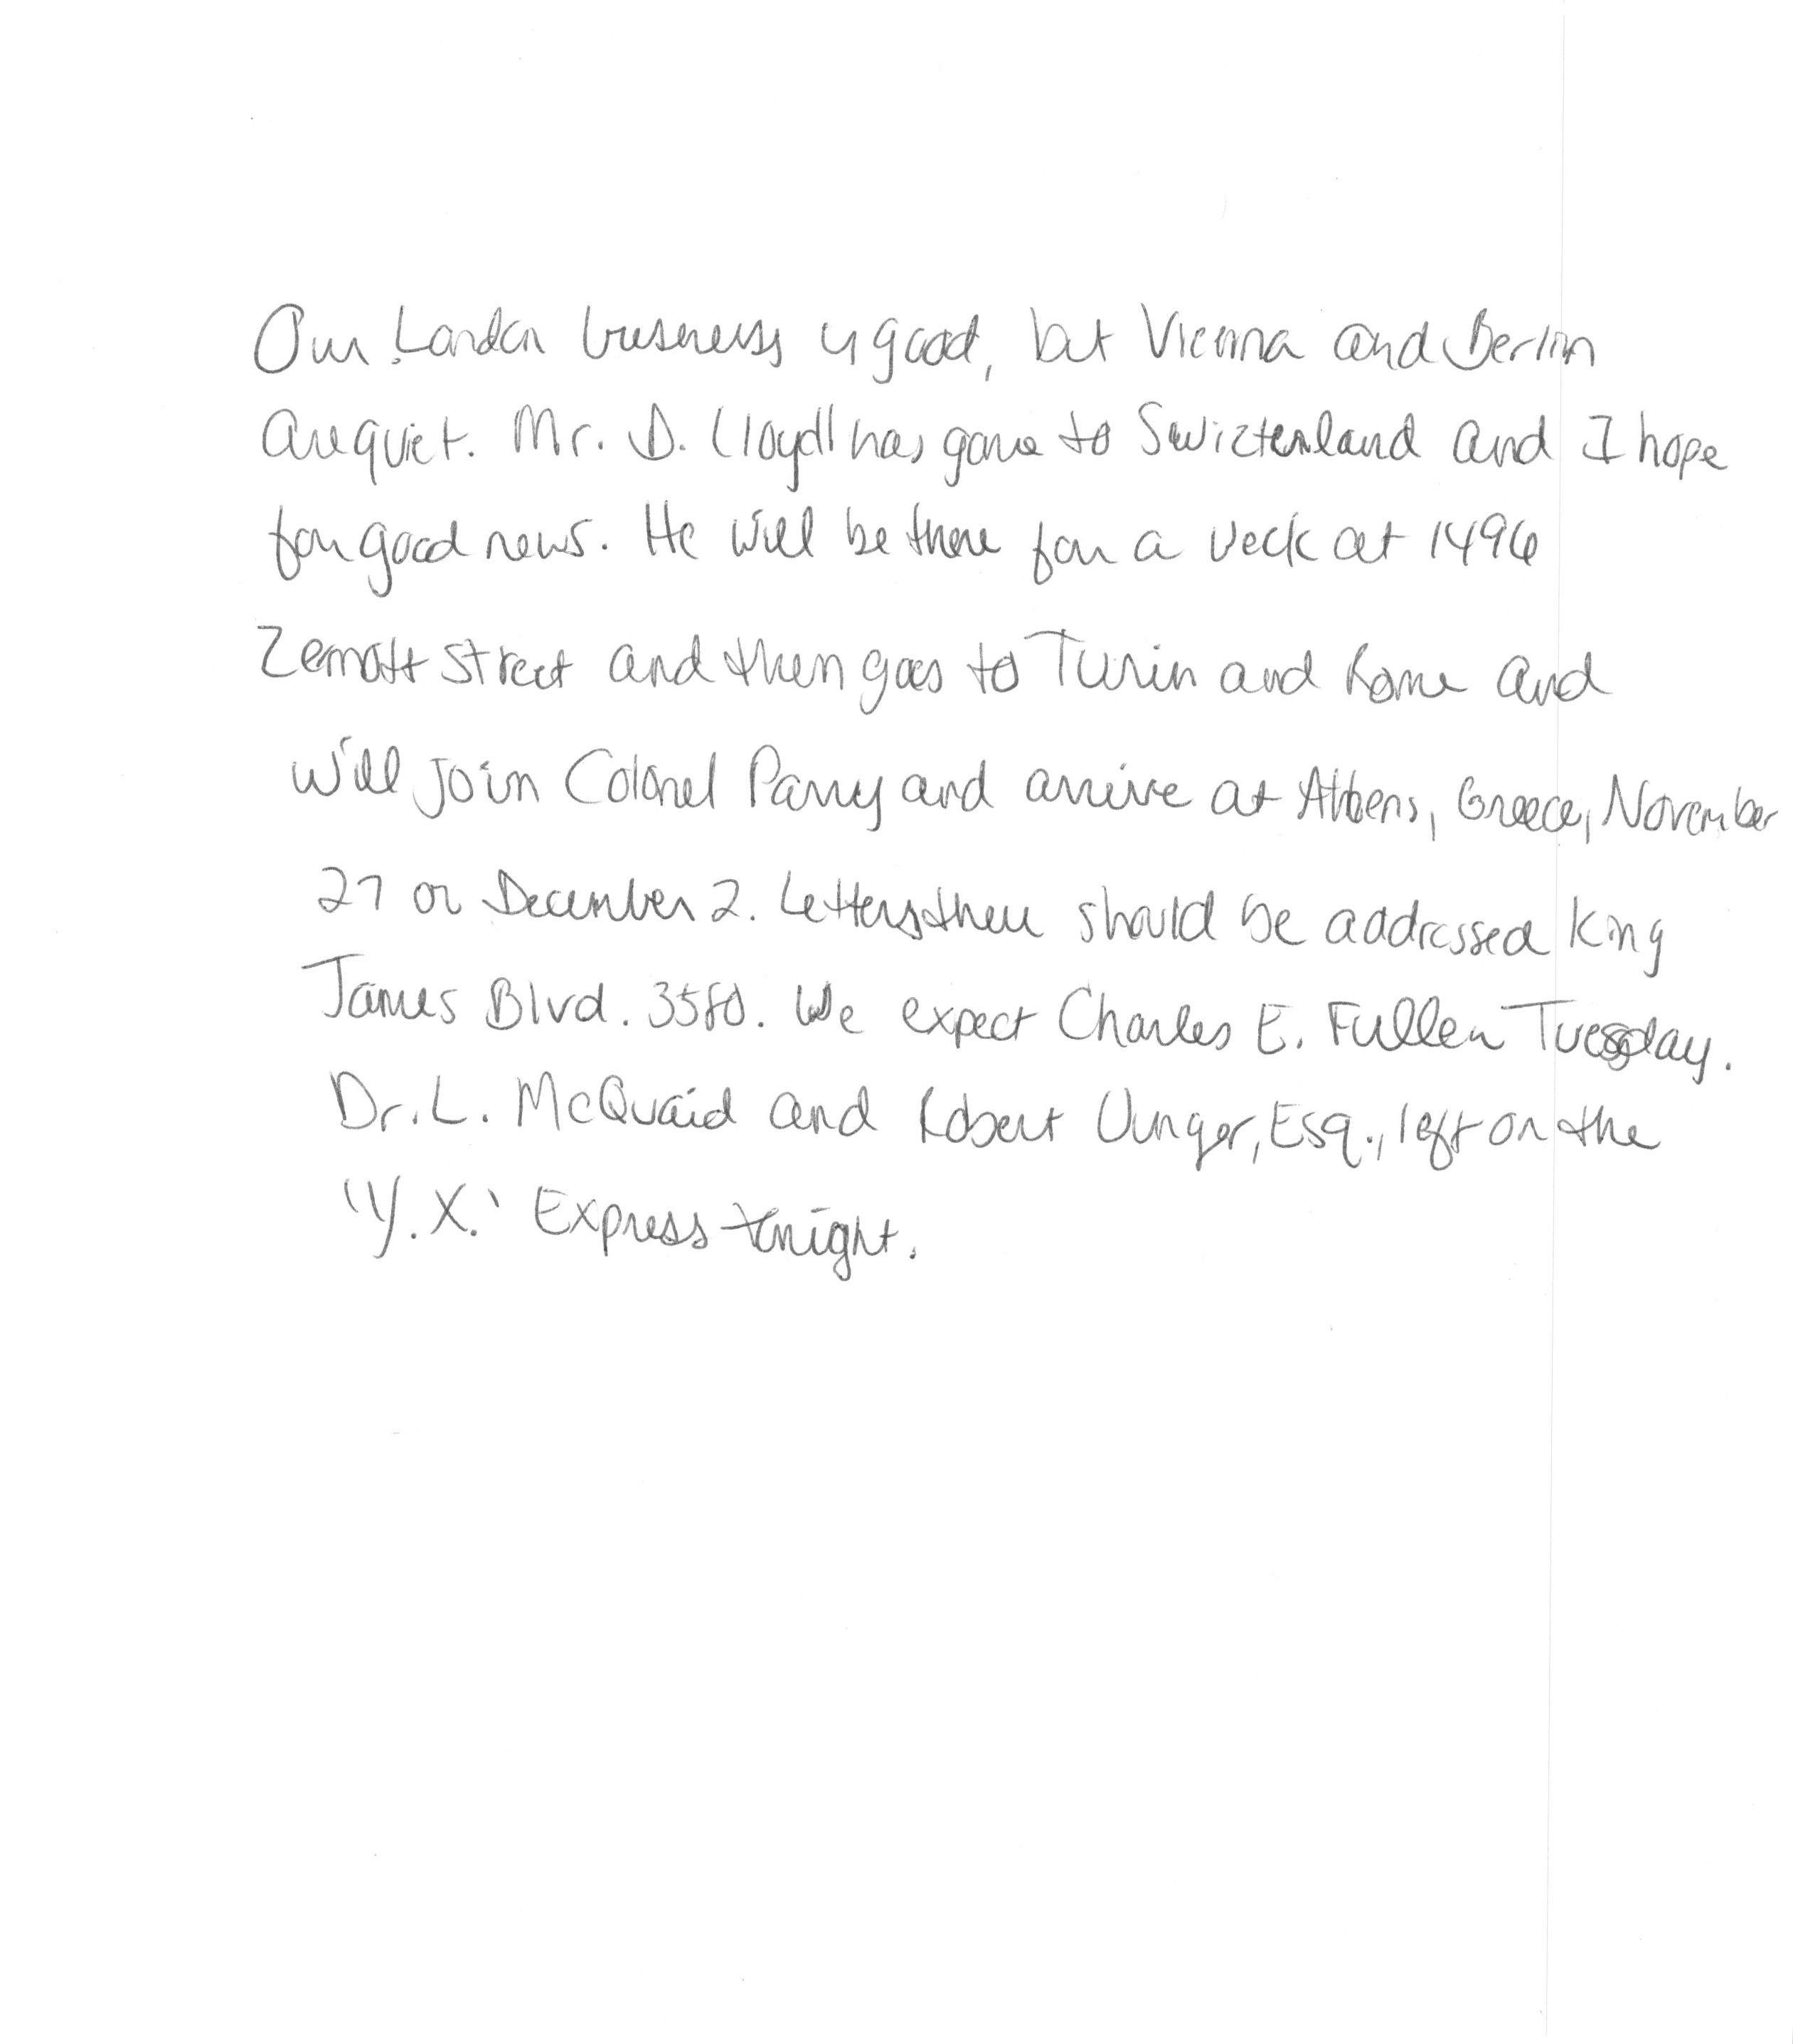 Our London business is good, but Vienna and Berlin
are quiet. Mr. D. Lloyd has gone to Swizterland and I hope
for good news. He will be there for a week at 1496
Zemott Street and then goes to Turin and Rome and
will join Colonel Parry and arrive at Athens, Greece, November
27 or December 2. Letters there should be addressed King
James Blvd. 3580. We expect Charles E. Fuller Tuesday.
Dr. L. McQuaid and Robert Unger, Esq., left on the
'Y.X.' Express tonight.